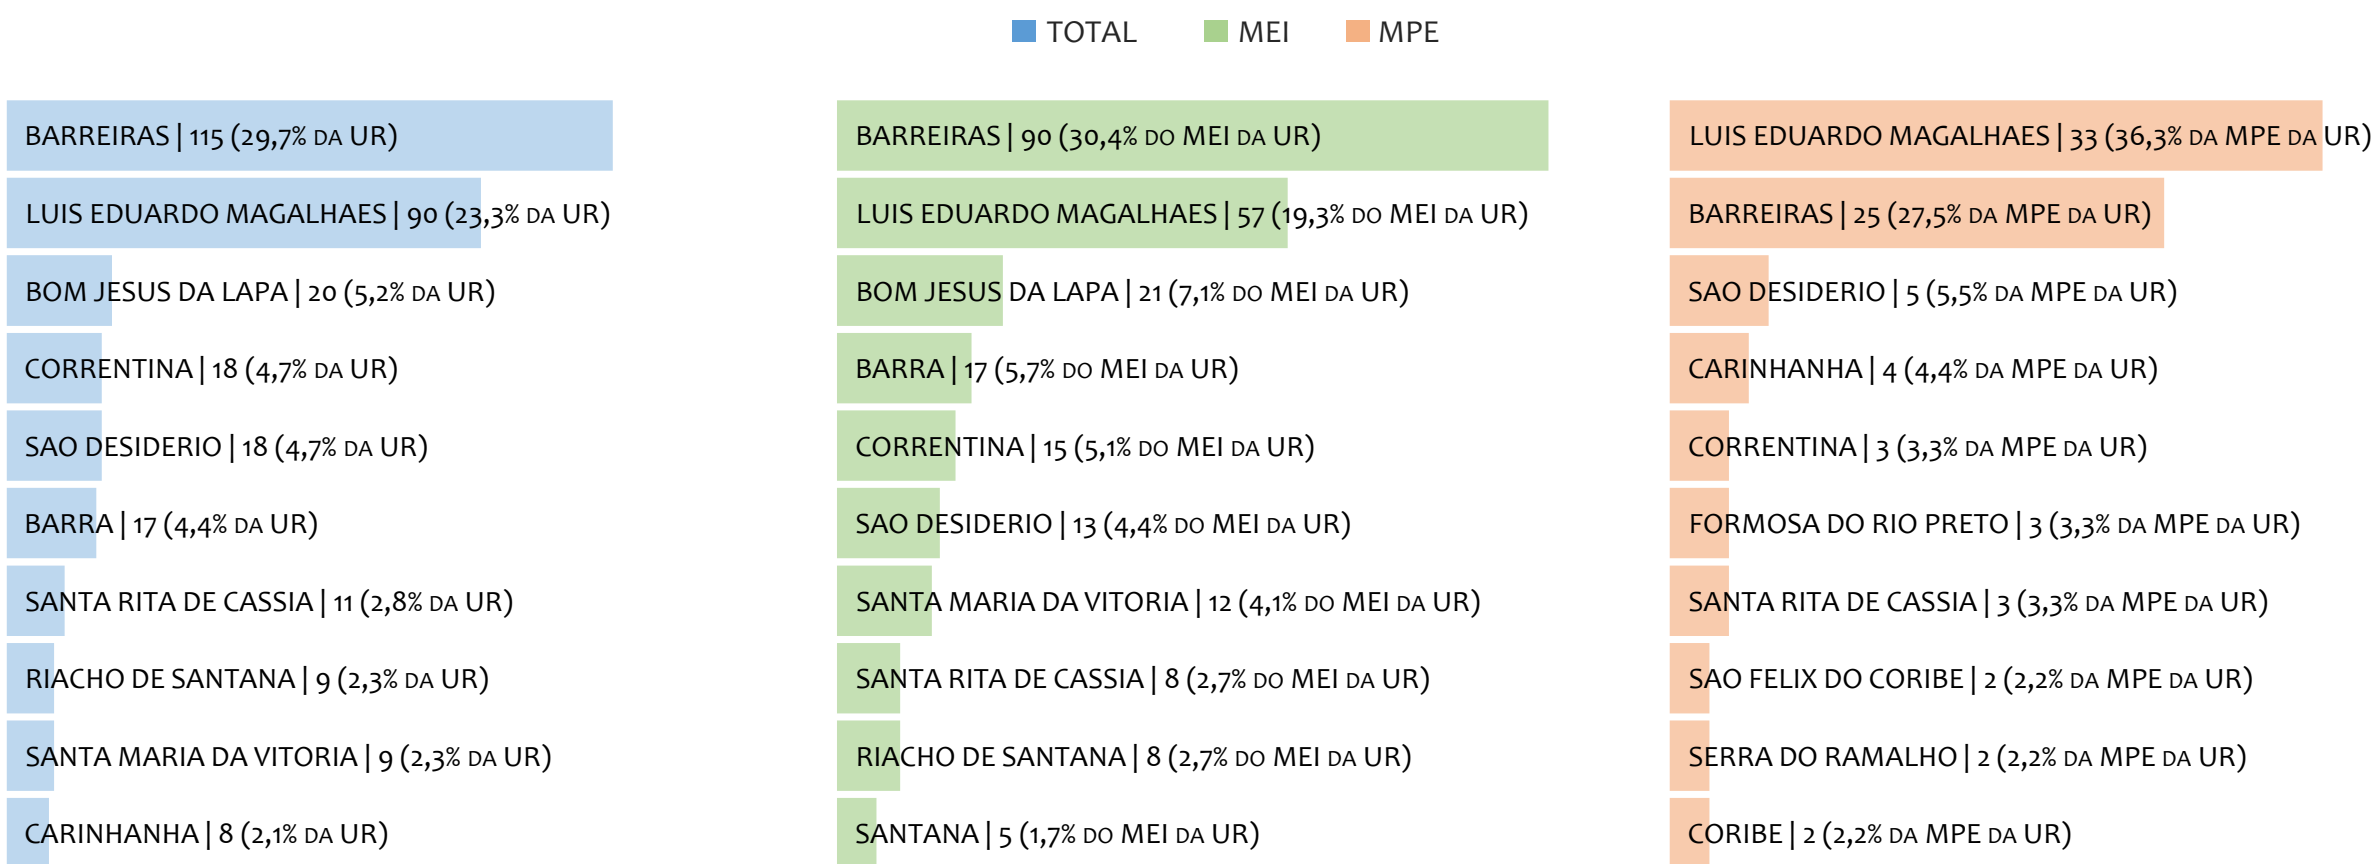 TOTAL MEI MPE
BARREIRAS | 115 (29,7% DA UR)
LUIS EDUARDO MAGALHAES | 90 (23,3% DA UR)
BOM JESUS DA LAPA | 20 (5,2% DA UR)
CORRENTINA | 18 (4,7% DA UR)
SAO DESIDERIO | 18 (4,7% DA UR)
BARRA | 17 (4,4% DA UR)
SANTA RITA DE CASSIA | 11 (2,8% DA UR)
RIACHO DE SANTANA | 9 (2,3% DA UR)
SANTA MARIA DA VITORIA | 9 (2,3% DA UR)
CARINHANHA | 8 (2,1% DA UR)
BARREIRAS | 90 (30,4% DO MEI DA UR)
LUIS EDUARDO MAGALHAES | 57 (19,3% DO MEI DA UR)
BOM JESUS DA LAPA | 21 (7,1% DO MEI DA UR)
BARRA | 17 (5,7% DO MEI DA UR)
CORRENTINA | 15 (5,1% DO MEI DA UR)
SAO DESIDERIO | 13 (4,4% DO MEI DA UR)
SANTA MARIA DA VITORIA | 12 (4,1% DO MEI DA UR)
SANTA RITA DE CASSIA | 8 (2,7% DO MEI DA UR)
RIACHO DE SANTANA | 8 (2,7% DO MEI DA UR)
SANTANA | 5 (1,7% DO MEI DA UR)
LUIS EDUARDO MAGALHAES | 33 (36,3% DA MPE DA UR)
BARREIRAS | 25 (27,5% DA MPE DA UR)
SAO DESIDERIO | 5 (5,5% DA MPE DA UR)
CARINHANHA | 4 (4,4% DA MPE DA UR)
CORRENTINA | 3 (3,3% DA MPE DA UR)
FORMOSA DO RIO PRETO | 3 (3,3% DA MPE DA UR)
SANTA RITA DE CASSIA | 3 (3,3% DA MPE DA UR)
SAO FELIX DO CORIBE | 2 (2,2% DA MPE DA UR)
SERRA DO RAMALHO | 2 (2,2% DA MPE DA UR)
CORIBE | 2 (2,2% DA MPE DA UR)